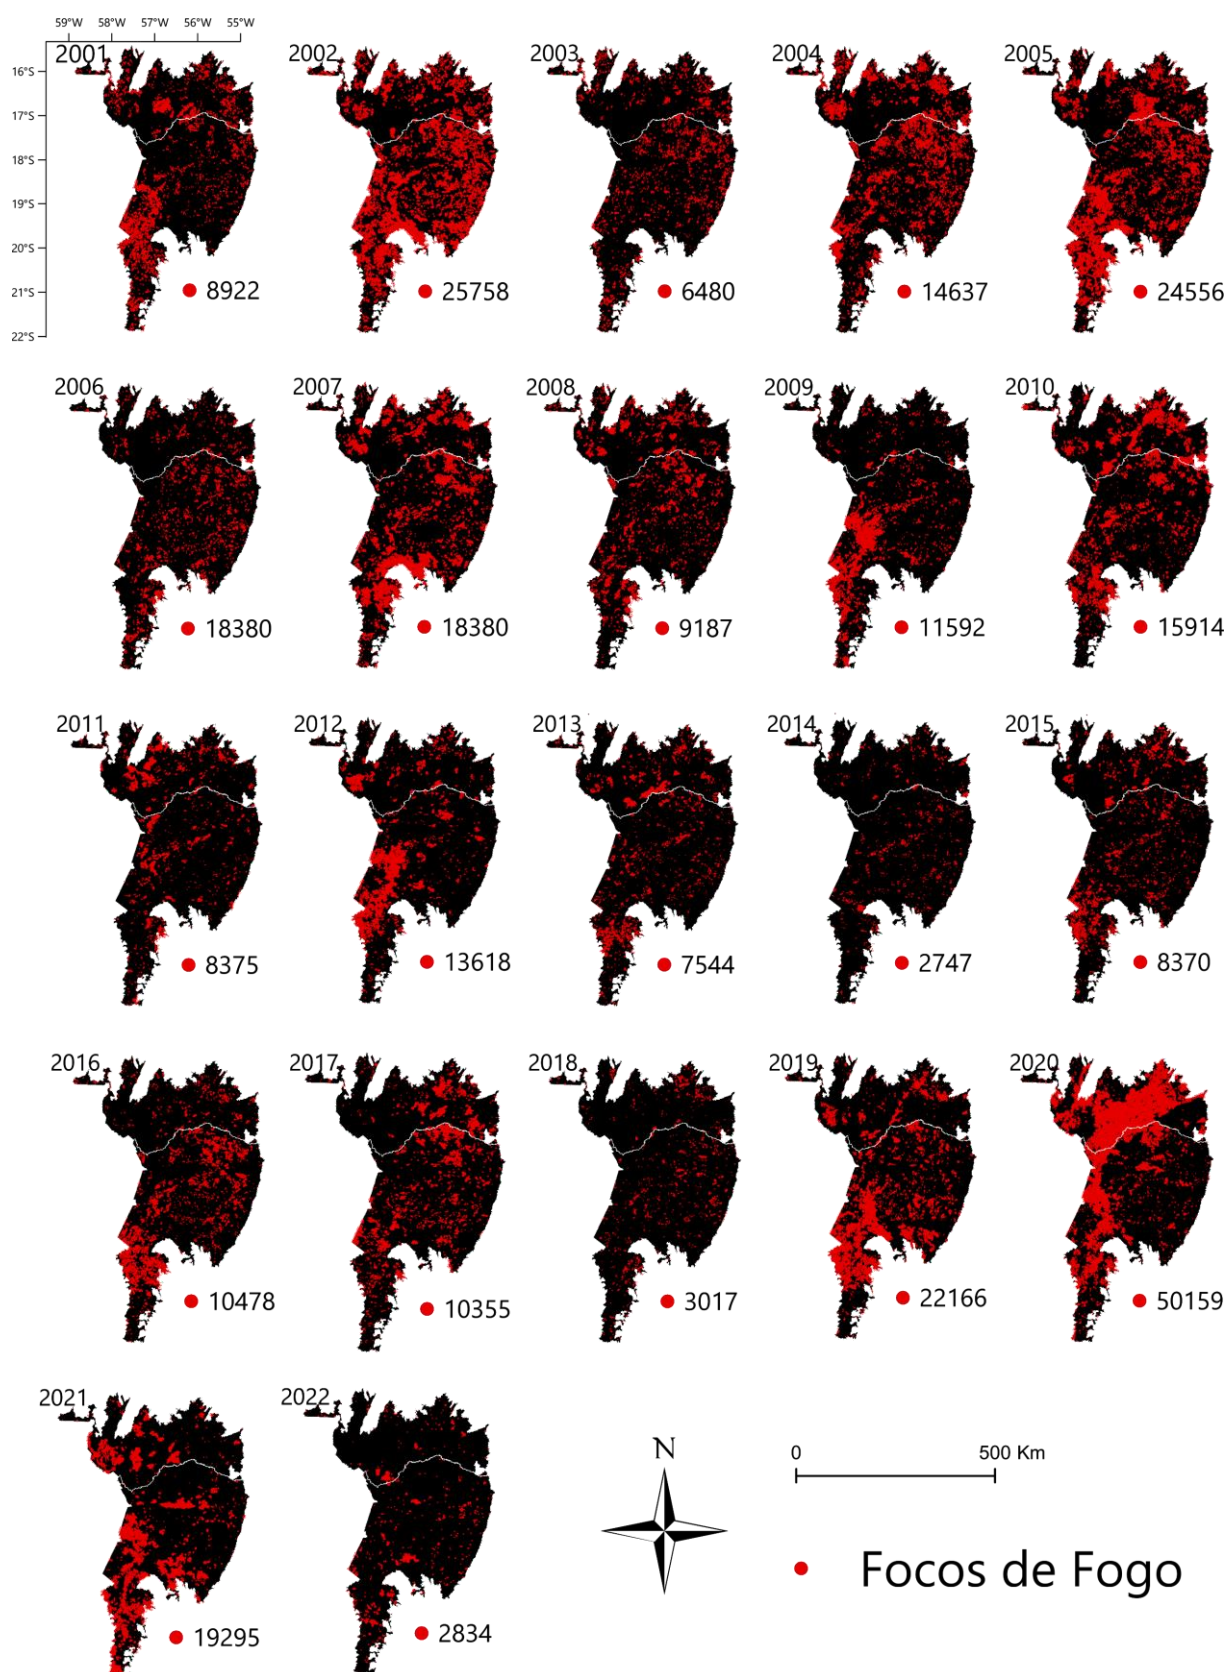 59°W 58°W 57°W 56°W 55°W
2001 2002 2003 2004 2005
16°S
17°S
18°S
19°S
20°S
21°S
22°S
8922 25758 6480 14637 24556
2006 2007 2008 2009 2010
18380 18380 9187 11592 15914
2011 2012 2013 2014 2015
8375 13618 7544 2747 8370
2016 2017 2018 2019 2020
10478 10355 3017 22166 50159
2021 2022
N
0 500 Km
Focos de Fogo
19295 2834